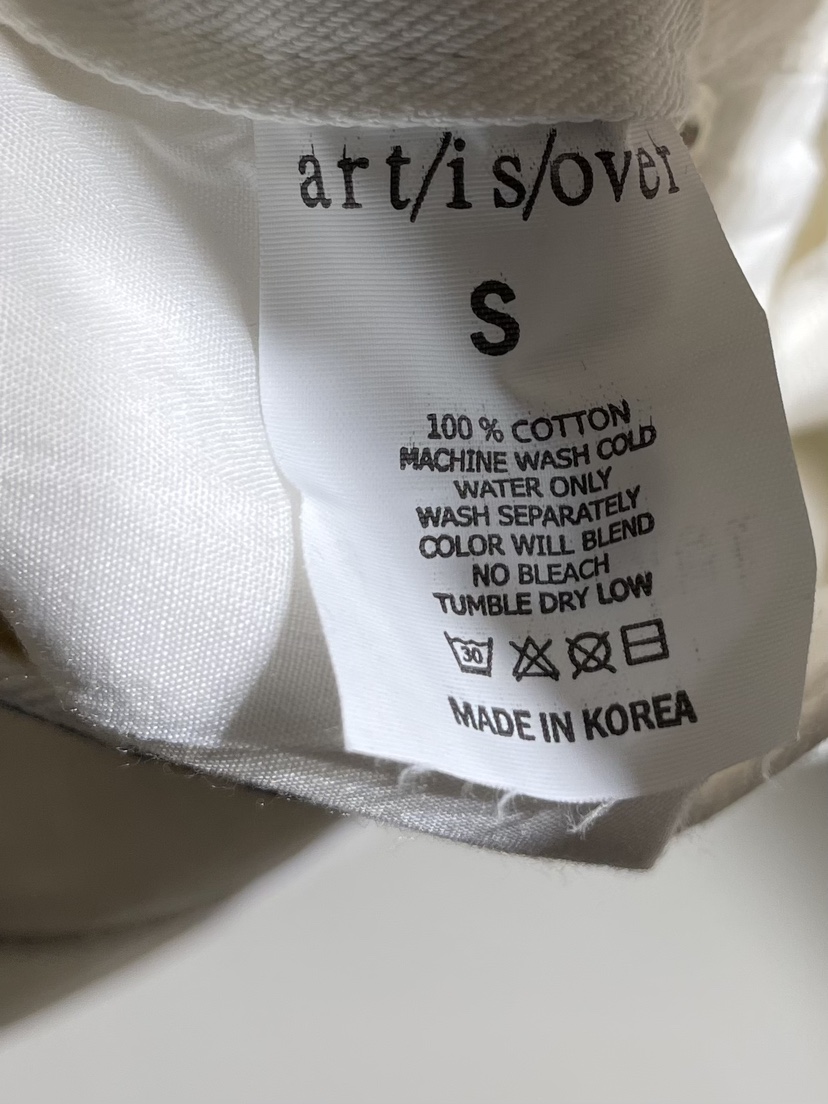 art/is/over
S
100 % COTTON
MACHINE WASH COLD
WATER ONLY
WASH SEPARATELY
COLOR WILL BLEND
NO BLEACH
TUMBLE DRY LOW
30
MADE IN KOREA